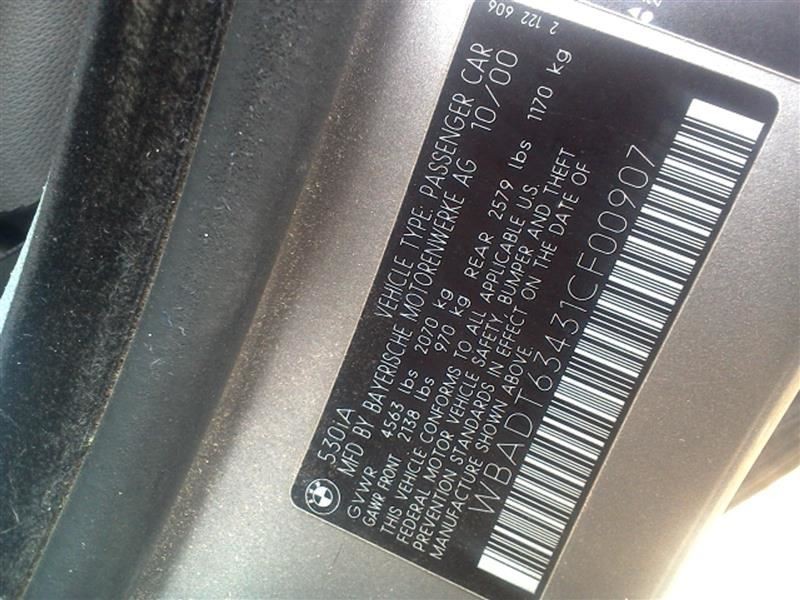 2 122 606
530iA VEHICLE TYPE: PASSENGER CAR
MFD BY BAYERISCHE MOTORENWERKE AG 10/00
GVWR 4563 lbs 2070 kg
GAWR FRONT 2138 lbs 970 kg REAR 2579 lbs 1170 kg
THIS VEHICLE CONFORMS TO ALL APPLICABLE U.S.
FEDERAL MOTOR VEHICLE SAFETY, BUMPER AND THEFT
PREVENTION STANDARDS IN EFFECT ON THE DATE OF
MANUFACTURE SHOWN ABOVE.
WBADT63431CF00907